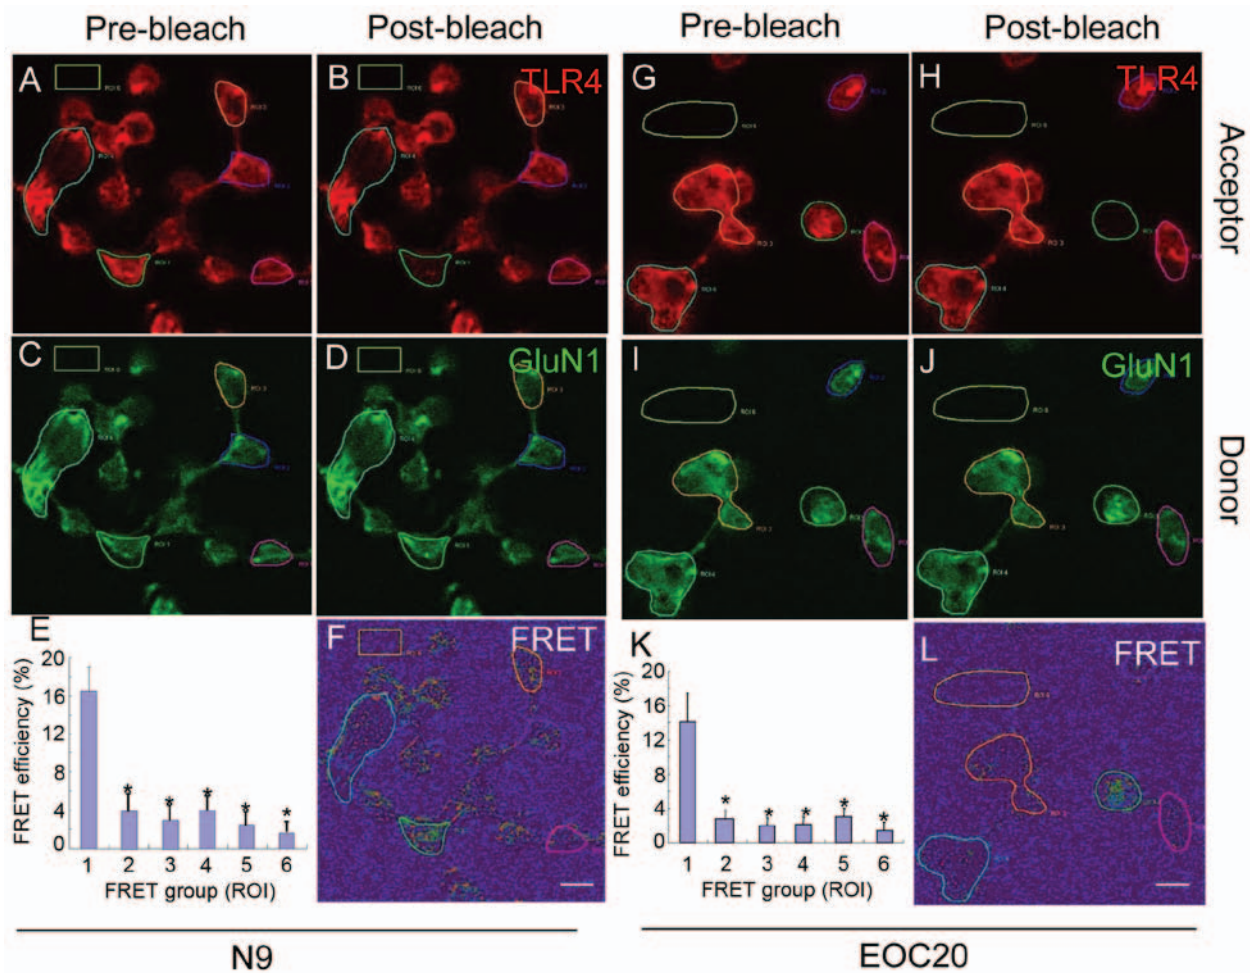 Pre-bleach Post-bleach Pre-bleach Post-bleach
A B TLR4 G H TLR4
Acceptor
C D GluN1 I J GluN1
Donor
E F FRET K L FRET
FRET efficiency (%)
20
16
12
8
4
0
1 2 3 4 5 6
FRET group (ROI)
* * * * *
FRET efficiency (%)
20
16
12
8
4
0
1 2 3 4 5 6
FRET group (ROI)
* * * * *
N9 EOC20